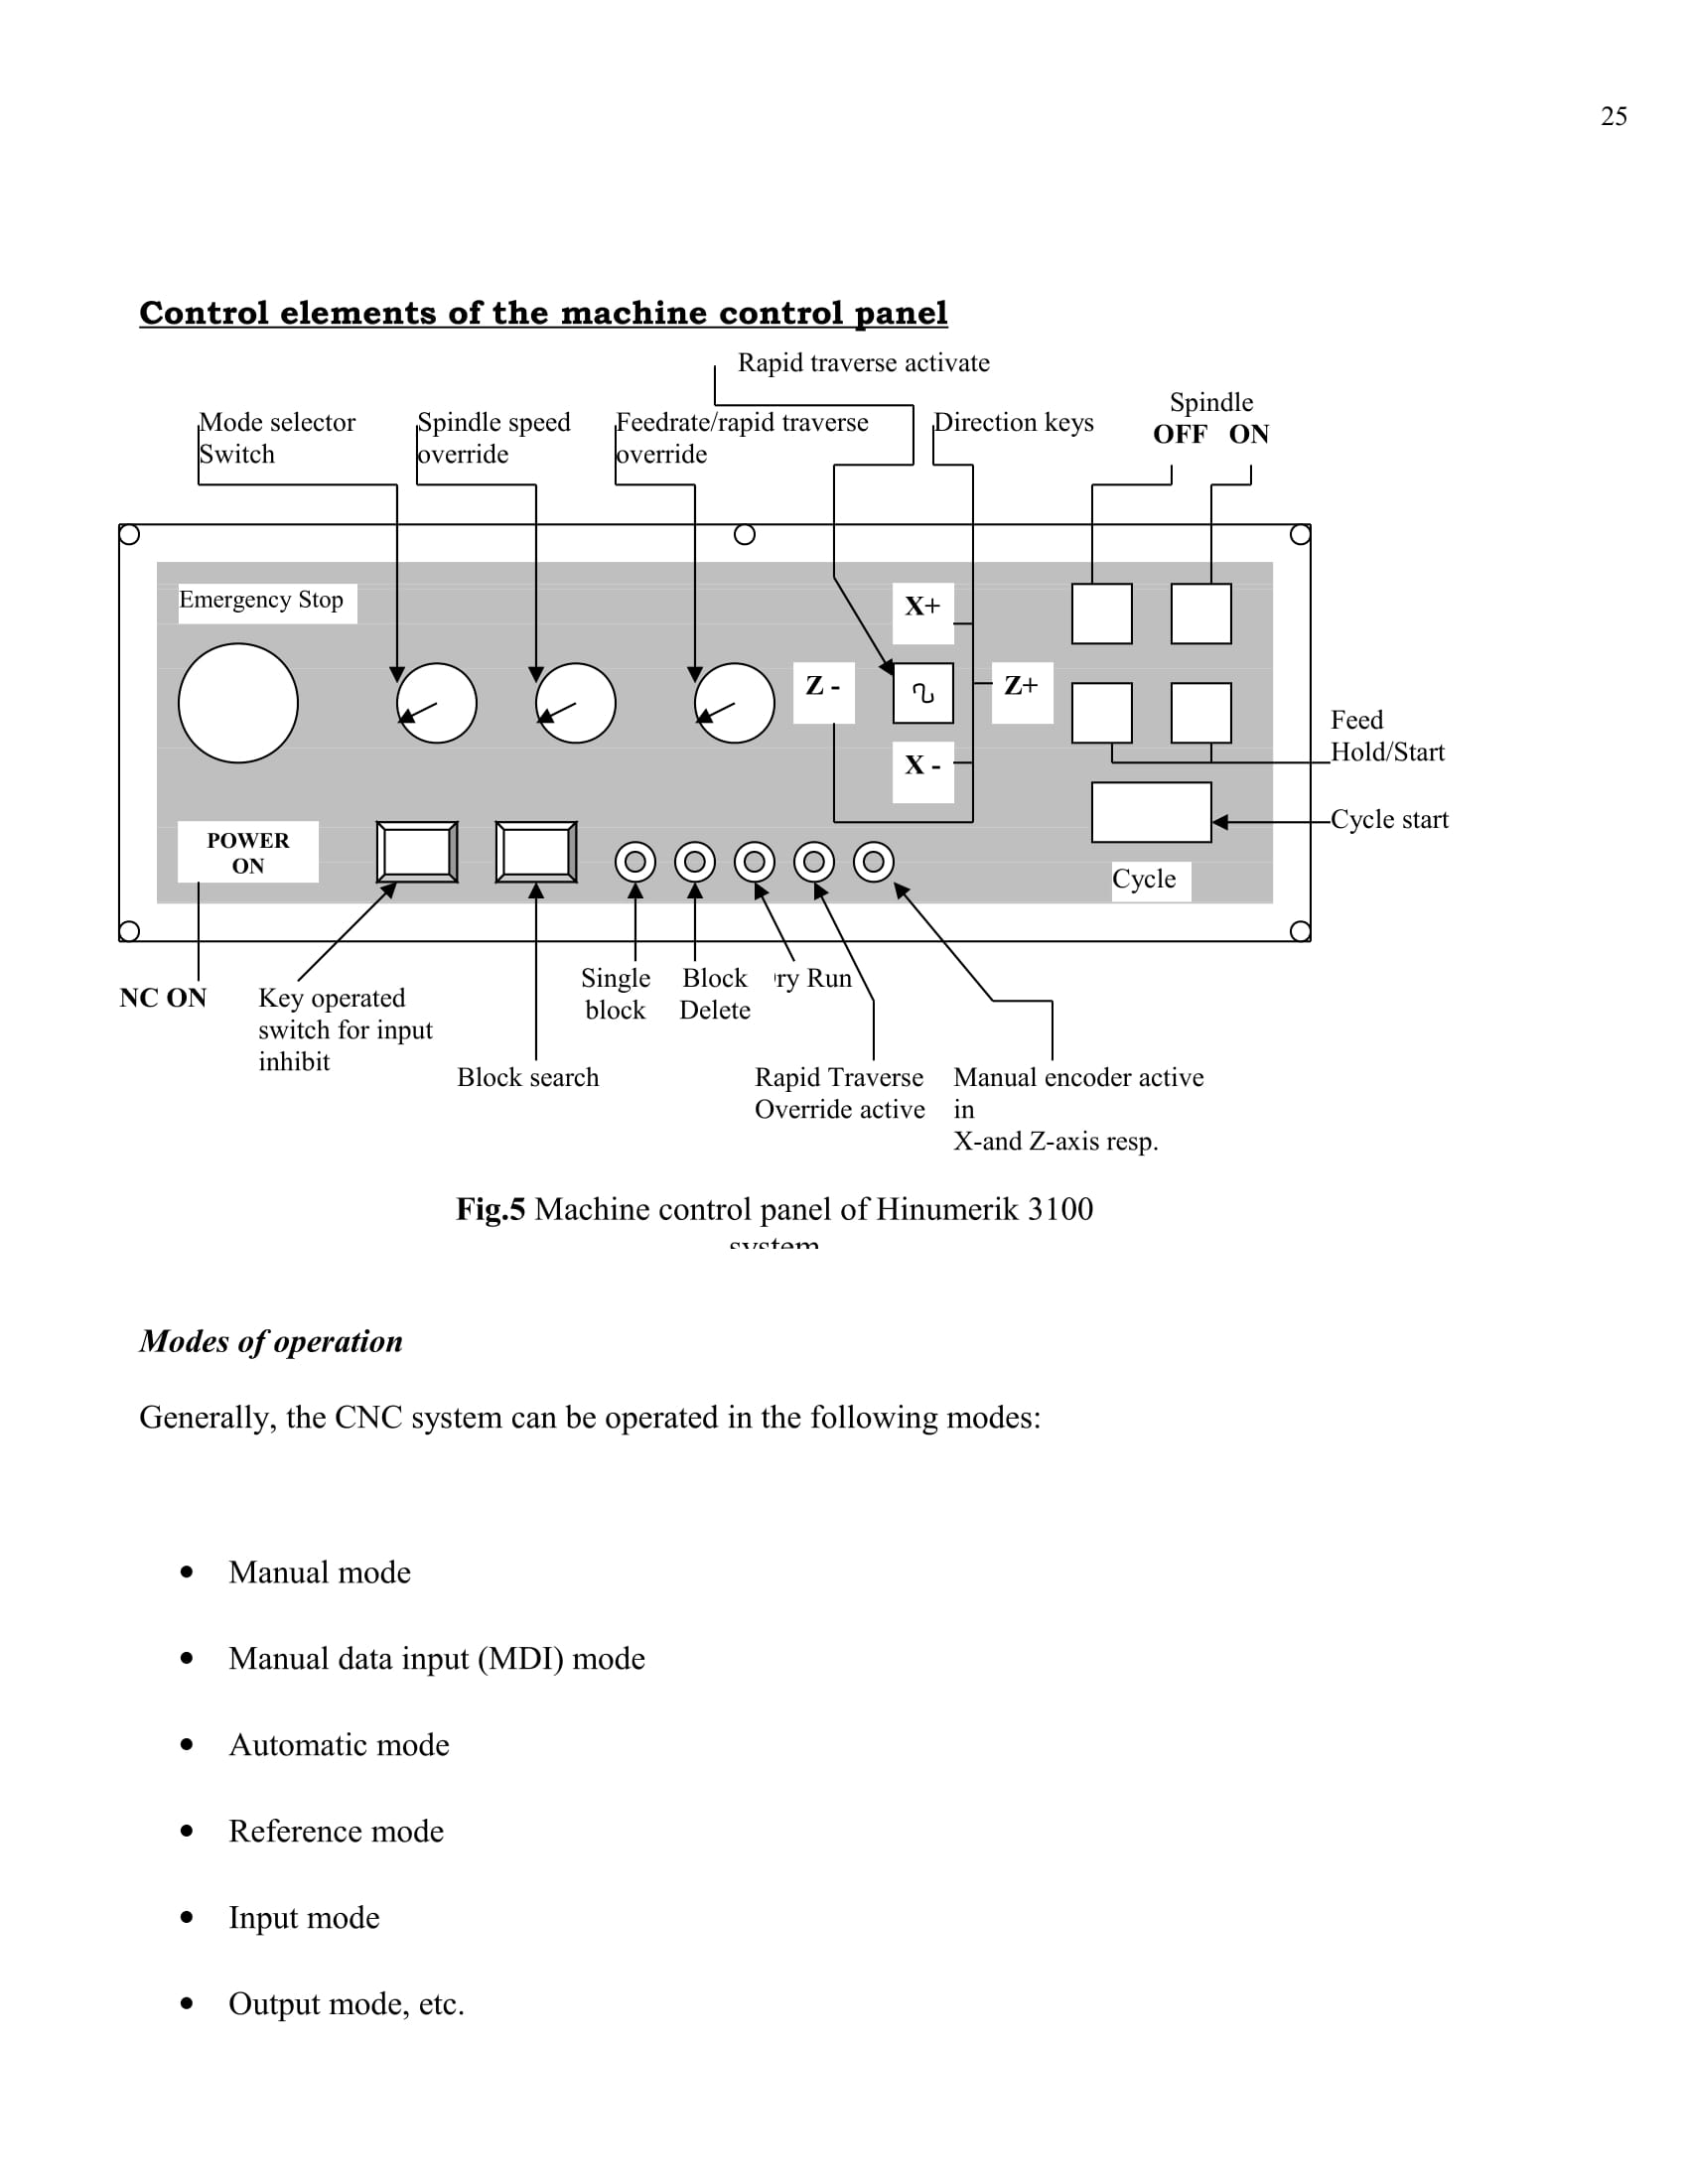 25
Control elements of the machine control panel
Rapid traverse activate
Mode selector
Switch
Spindle speed
override
Feedrate/rapid traverse
override
Direction keys
Spindle
OFF ON
Emergency Stop
X+
Z -
Z+
X -
Feed
Hold/Start
Cycle start
POWER
ON
Cycle
NC ON
Key operated
switch for input
inhibit
Block search
Single
block
Block
Delete
ry Run
Rapid Traverse
Override active
Manual encoder active
in
X-and Z-axis resp.
Fig.5 Machine control panel of Hinumerik 3100
system
Modes of operation
Generally, the CNC system can be operated in the following modes:
• Manual mode
• Manual data input (MDI) mode
• Automatic mode
• Reference mode
• Input mode
• Output mode, etc.